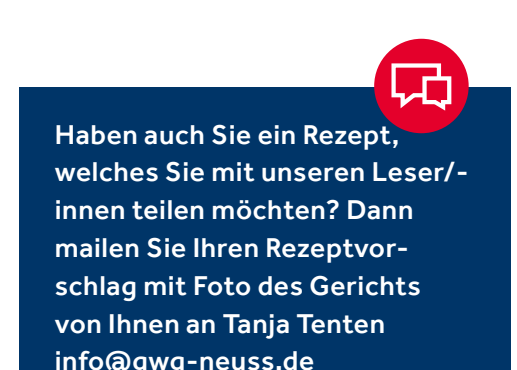 Haben auch Sie ein Rezept,
welches Sie mit unseren Leser/-
innen teilen möchten? Dann
mailen Sie Ihren Rezeptvor-
schlag mit Foto des Gerichts
von Ihnen an Tanja Tenten
info@gwg-neuss.de